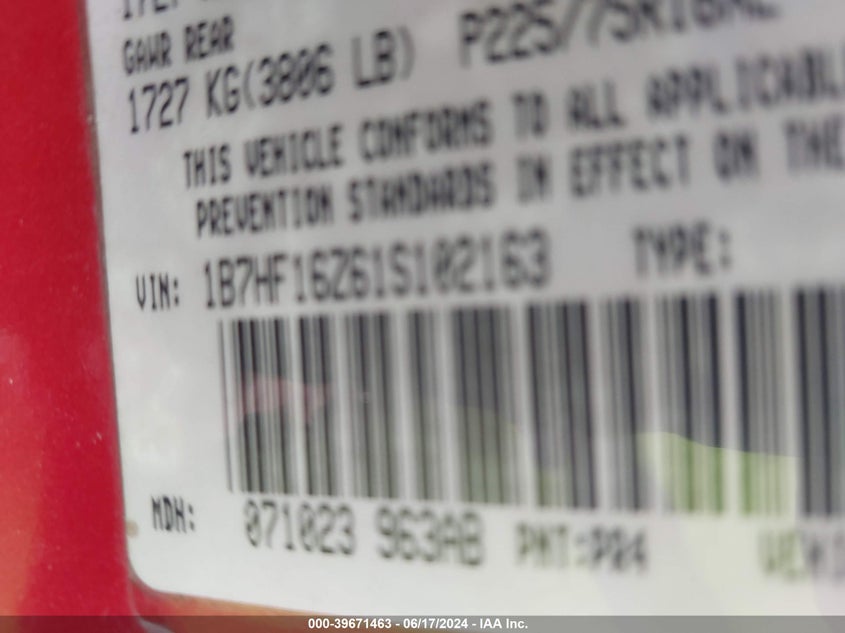 GAWR REAR
1727 KG(3806 LB) P225/75R16XL
THIS VEHICLE CONFORMS TO ALL APPLICABLE
PREVENTION STANDARDS IN EFFECT ON THE
VIN: 1B7HF16Z61S102163 TYPE:
MDH: 071023 963AB PNT:PR4
000-39671463 - 06/17/2024 - IAA Inc.